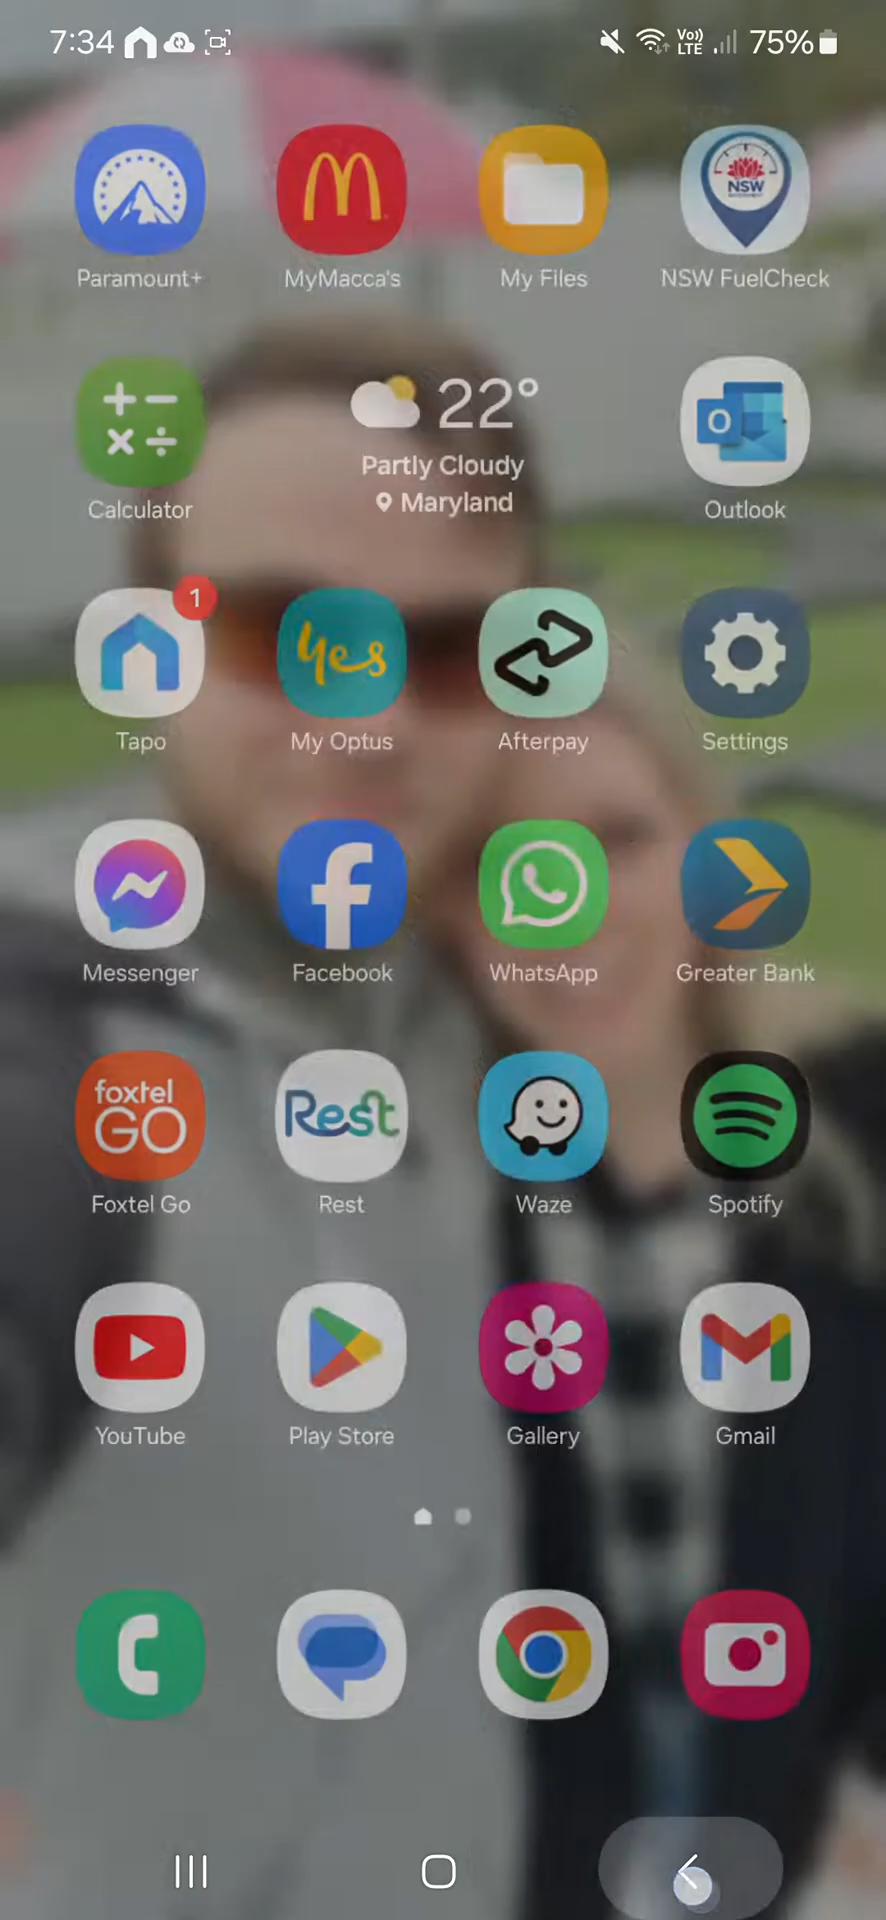 7:34 Vo)) LTE 75%
NSW
Paramount+ MyMacca's My Files NSW FuelCheck
22°
Partly Cloudy
Maryland
Calculator Outlook
1
yes
Tapo My Optus Afterpay Settings
Messenger Facebook WhatsApp Greater Bank
foxtel
GO
Rest
Foxtel Go Rest Waze Spotify
YouTube Play Store Gallery Gmail